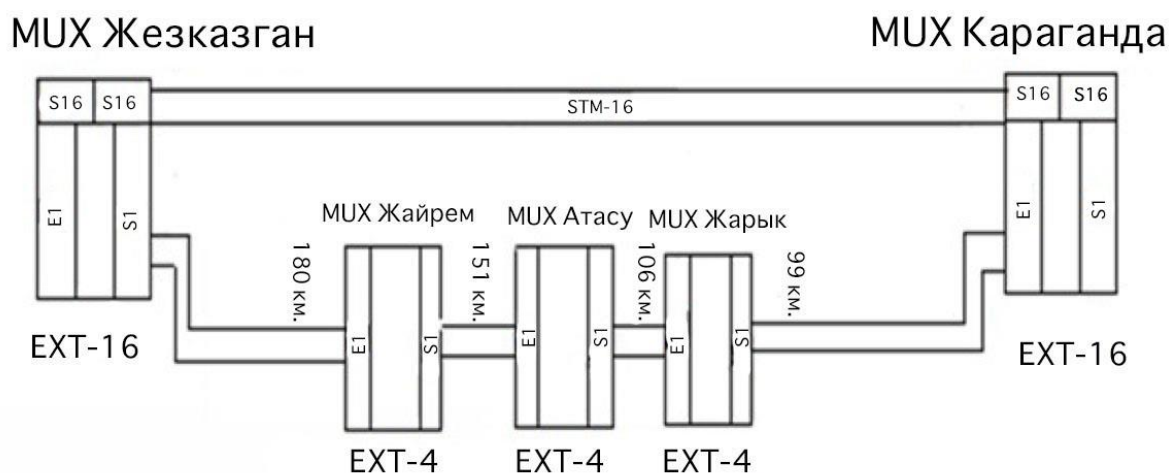 MUX Жезказган
MUX Караганда
S16 S16
STM-16
S16 S16
E1
S1
E1
S1
MUX Жайрем
MUX Атасу
MUX Жарык
180 км.
151 км.
106 км.
99 км.
E1
S1
E1
S1
E1
S1
EXT-16
EXT-16
EXT-4
EXT-4
EXT-4